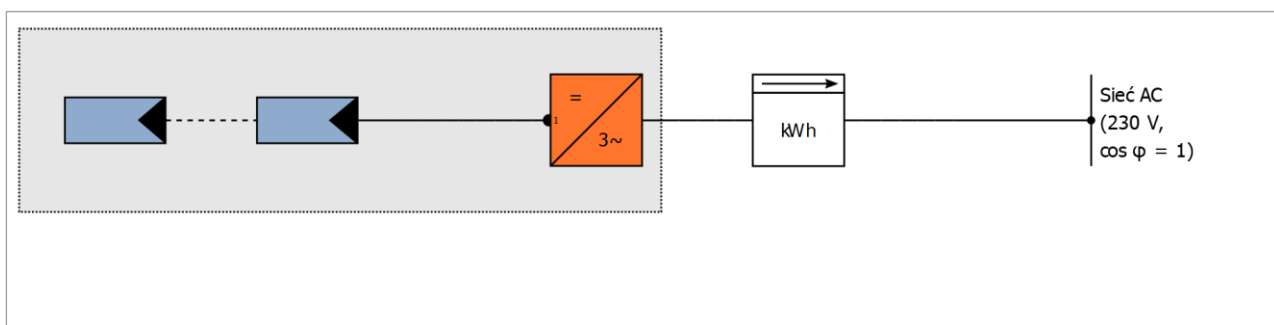 =
1
3~
kWh
Sieć AC
(230 V,
cos φ = 1)